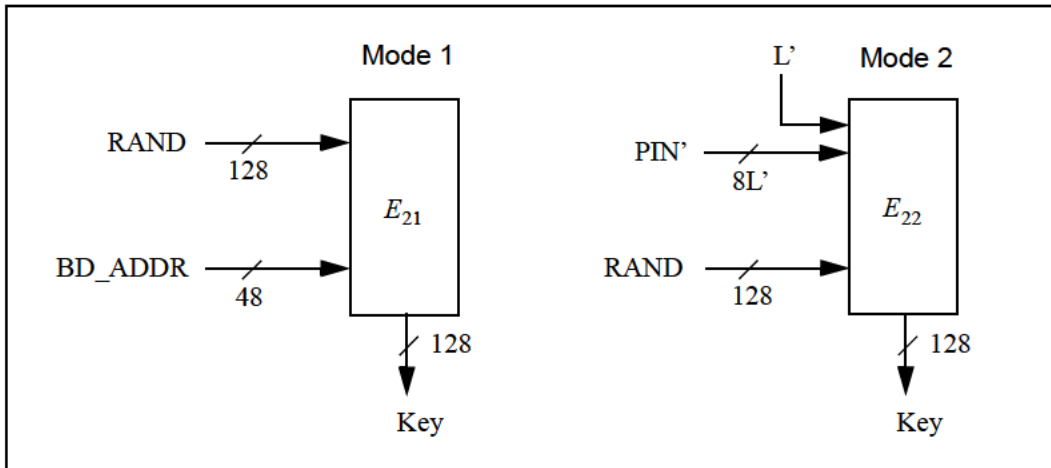 Mode 1
RAND
128
E21
BD_ADDR
48
128
Key
L’
Mode 2
PIN’
8L’
E22
RAND
128
128
Key